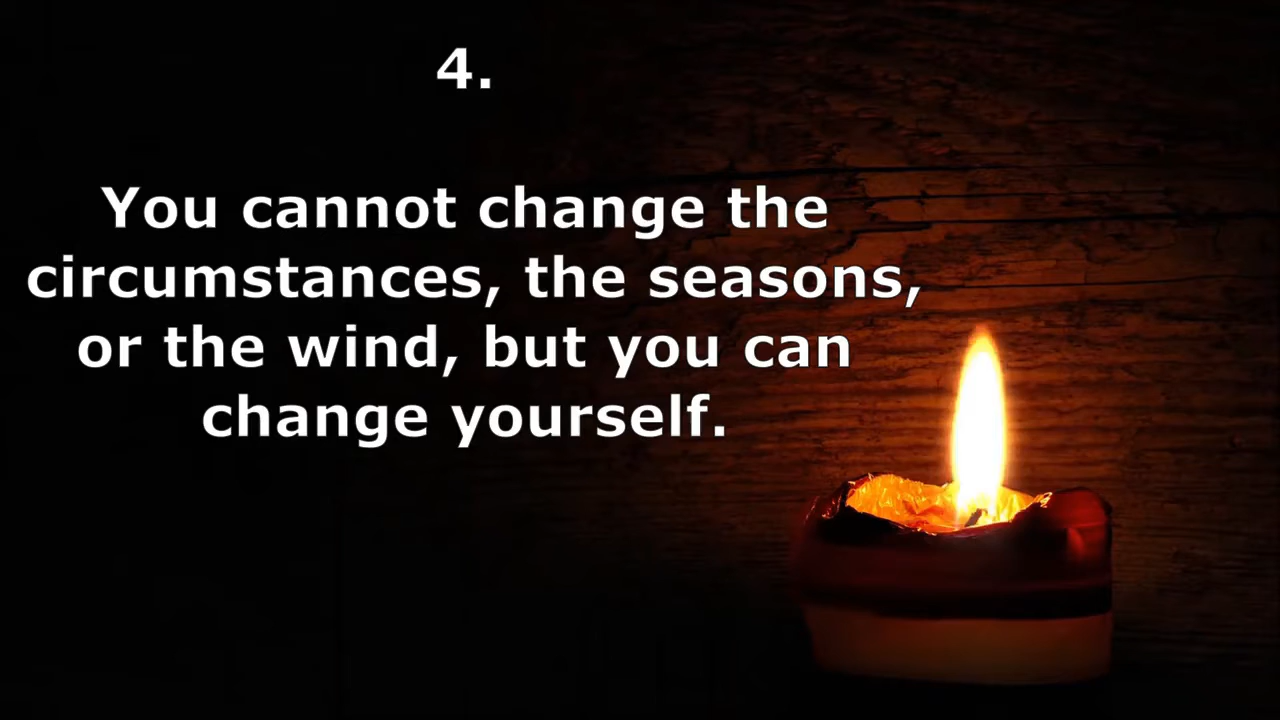 4.
You cannot change the
circumstances, the seasons,
or the wind, but you can
change yourself.